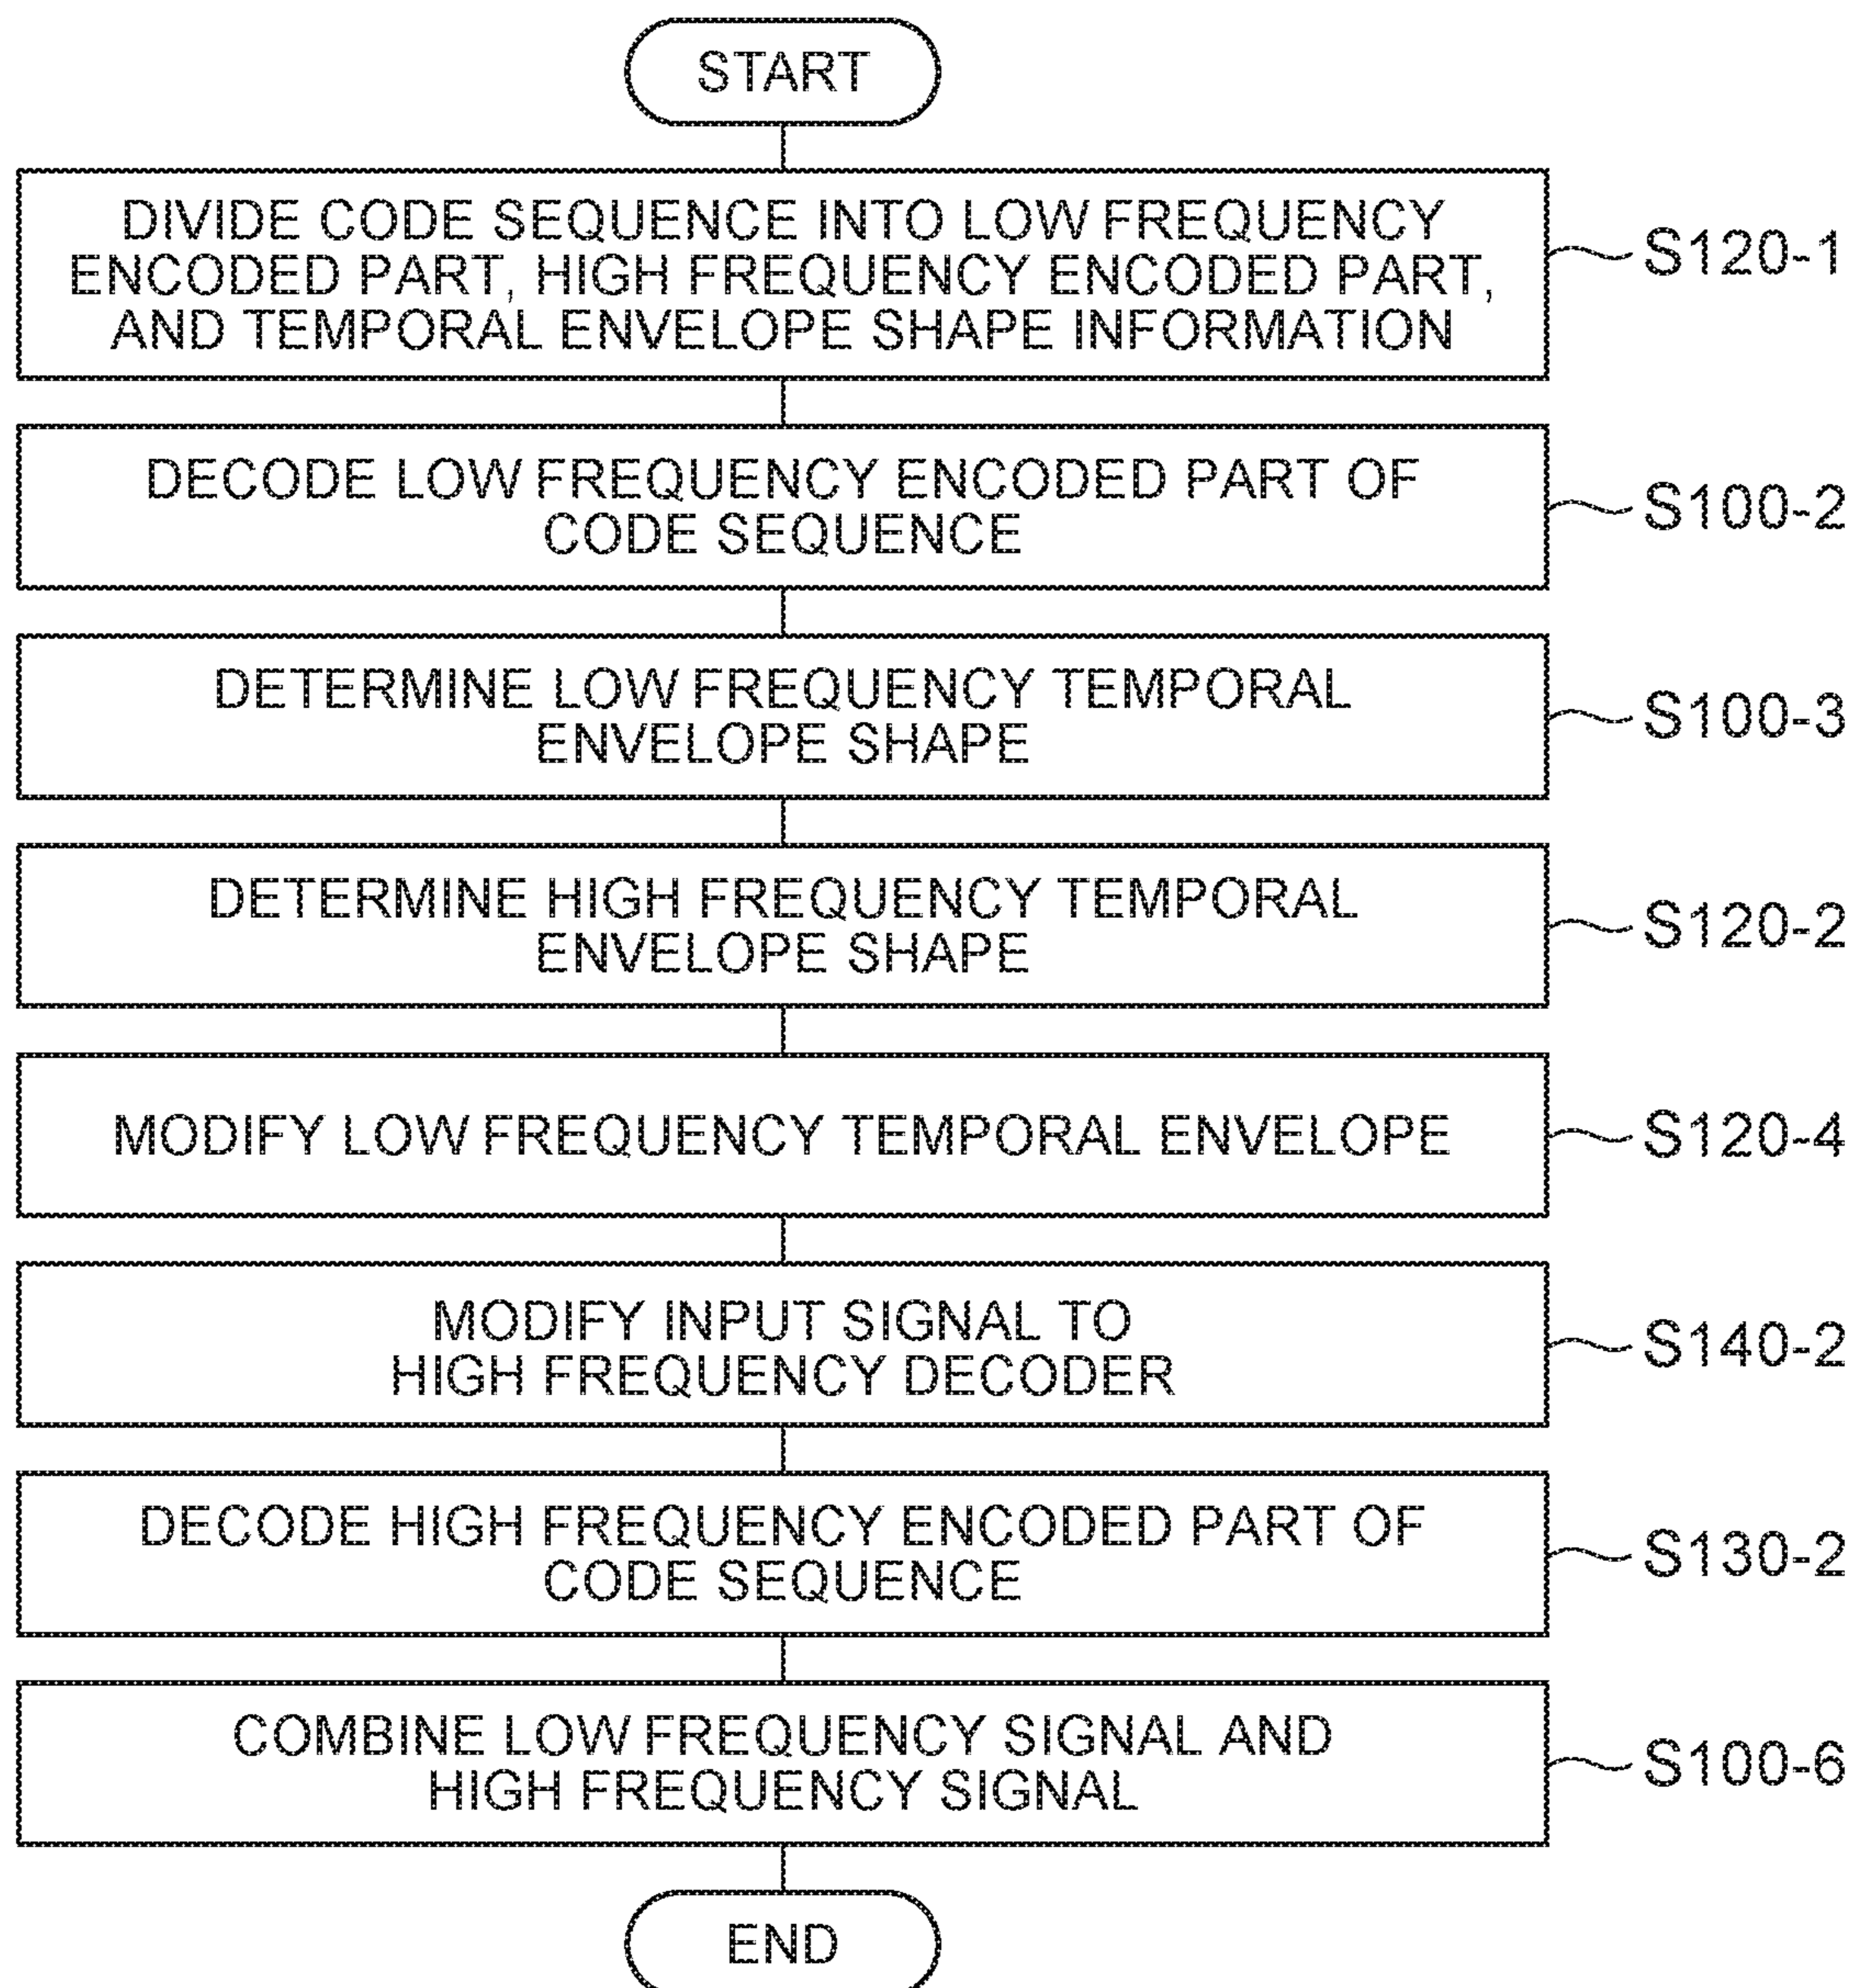 START
DIVIDE CODE SEQUENCE INTO LOW FREQUENCY
ENCODED PART, HIGH FREQUENCY ENCODED PART,
AND TEMPORAL ENVELOPE SHAPE INFORMATION
S120-1
DECODE LOW FREQUENCY ENCODED PART OF
CODE SEQUENCE
S100-2
DETERMINE LOW FREQUENCY TEMPORAL
ENVELOPE SHAPE
S100-3
DETERMINE HIGH FREQUENCY TEMPORAL
ENVELOPE SHAPE
S120-2
MODIFY LOW FREQUENCY TEMPORAL ENVELOPE
S120-4
MODIFY INPUT SIGNAL TO
HIGH FREQUENCY DECODER
S140-2
DECODE HIGH FREQUENCY ENCODED PART OF
CODE SEQUENCE
S130-2
COMBINE LOW FREQUENCY SIGNAL AND
HIGH FREQUENCY SIGNAL
S100-6
END